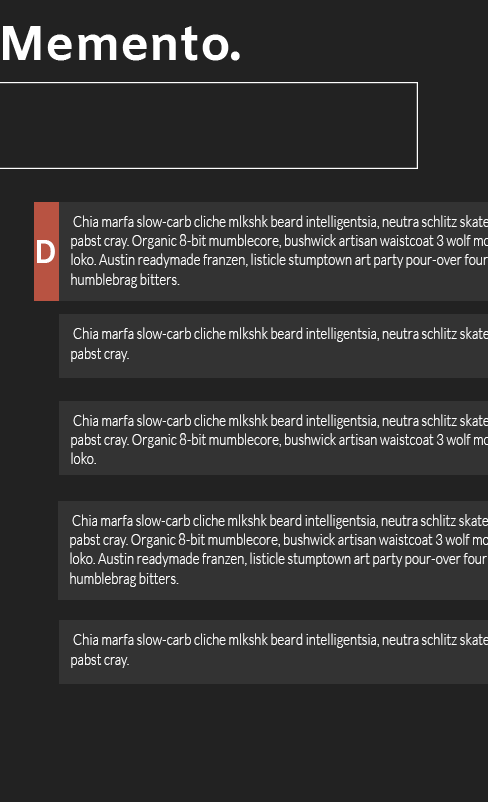 Memento.
Chia marfa slow-carb cliche mlkshk beard intelligentsia, neutra schlitz skate
D
pabst cray. Organic 8-bit mumblecore, bushwick artisan waistcoat 3 wolf mo
loko. Austin readymade franzen, listicle stumptown art party pour-over four
humblebrag bitters.
Chia marfa slow-carb cliche mlkshk beard intelligentsia, neutra schlitz skate
pabst cray.
Chia marfa slow-carb cliche mlkshk beard intelligentsia, neutra schlitz skate
pabst cray. Organic 8-bit mumblecore, bushwick artisan waistcoat 3 wolf mo
loko.
Chia marfa slow-carb cliche mlkshk beard intelligentsia, neutra schlitz skate
pabst cray. Organic 8-bit mumblecore, bushwick artisan waistcoat 3 wolf mo
loko. Austin readymade franzen, listicle stumptown art party pour-over four
humblebrag bitters.
Chia marfa slow-carb cliche mlkshk beard intelligentsia, neutra schlitz skate
pabst cray.